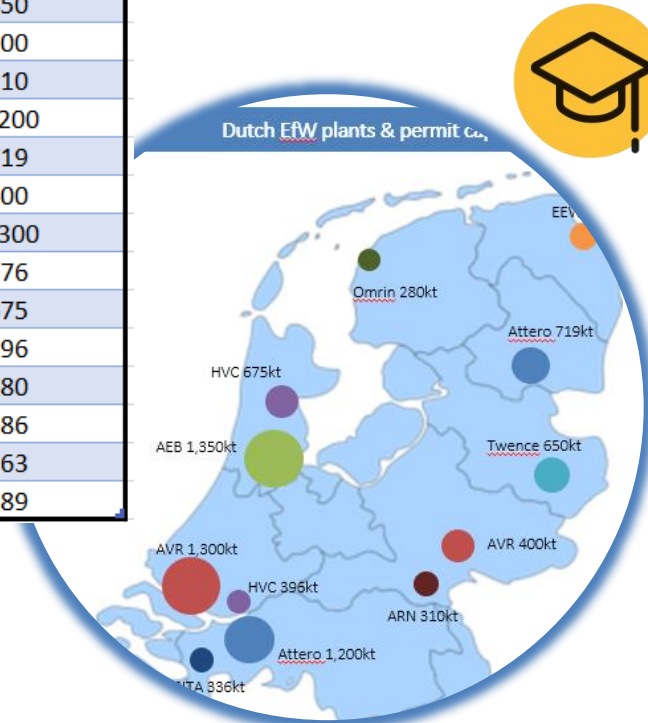 50
00
10
200
19
00
300
76
75
96
80
86
63
89
Dutch EfW plants & permit
Omrin 280kt
Attero 719kt
HVC 675kt
AEB 1,350kt
Twence 650kt
AVR 1,300kt
AVR 400kt
HVC 396kt
ARN 310kt
Attero 1,200kt
336kt